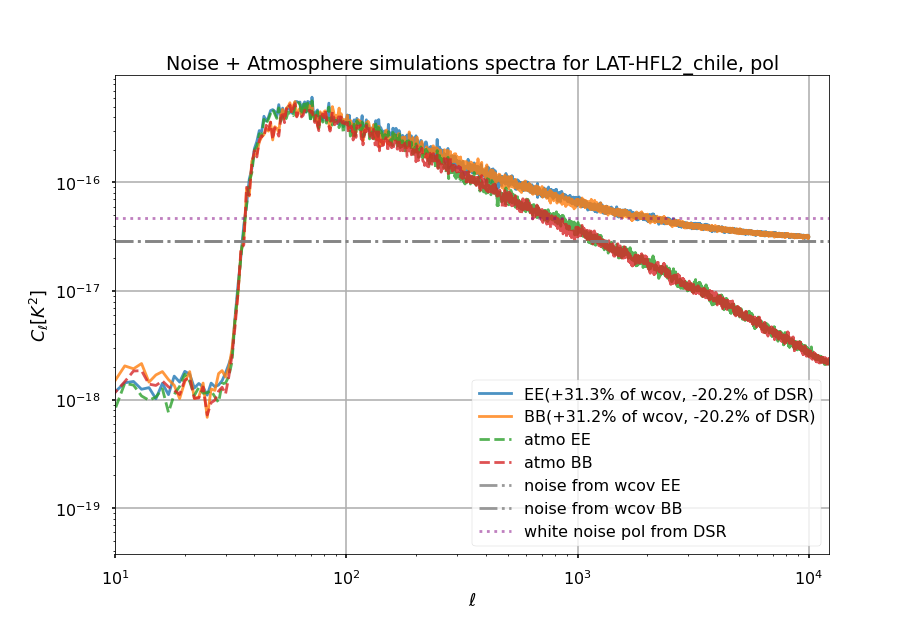 Noise + Atmosphere simulations spectra for LAT-HFL2_chile, pol
10⁻¹⁶
10⁻¹⁷
10⁻¹⁸
10⁻¹⁹
C_ℓ[K²]
EE(+31.3% of wcov, -20.2% of DSR)
BB(+31.2% of wcov, -20.2% of DSR)
atmo EE
atmo BB
noise from wcov EE
noise from wcov BB
white noise pol from DSR
10¹ 10² 10³ 10⁴
ℓ